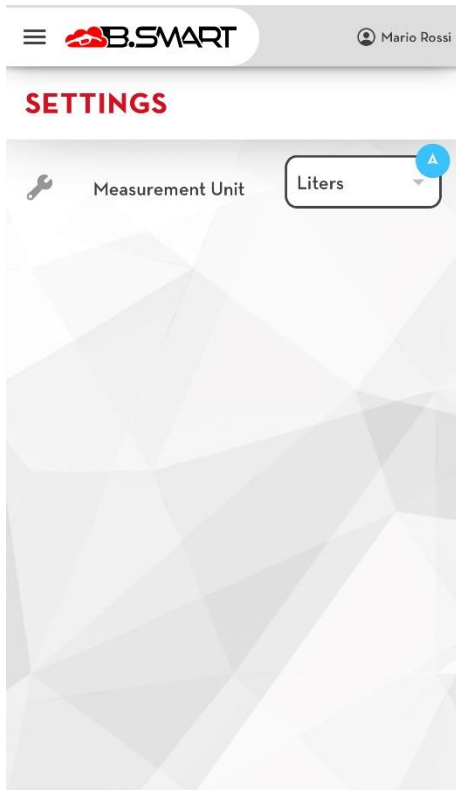 B.SMART
Mario Rossi
SETTINGS
Measurement Unit
Liters
A